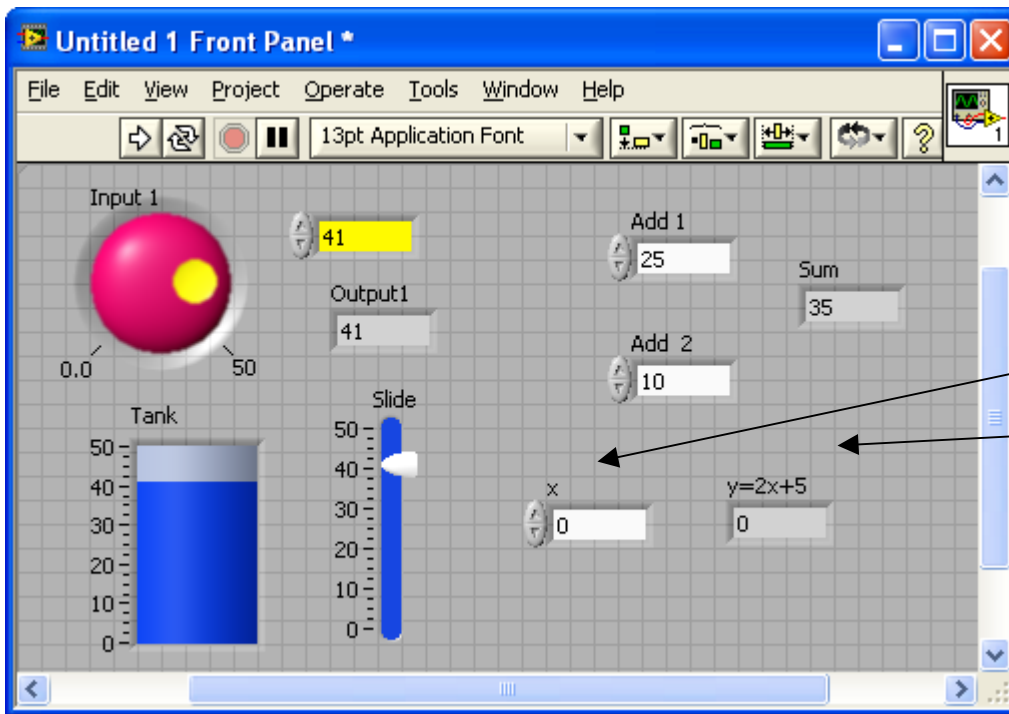 Untitled 1 Front Panel *
File Edit View Project Operate Tools Window Help
13pt Application Font
1
Input 1
41
0.0
50
Output1
41
Add 1
25
Sum
35
Add 2
10
Tank
50
40
30
20
10
0
Slide
50
40
30
20
10
0
x
0
y=2x+5
0